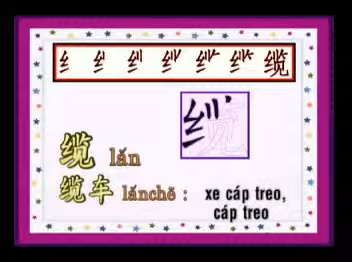 缆
缆 lǎn
缆车 lǎnchē : xe cáp treo,
cáp treo